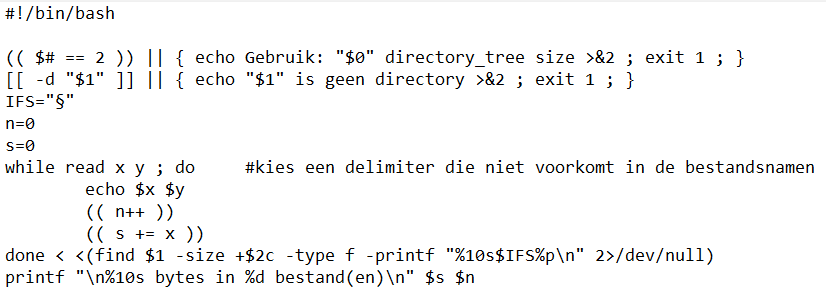 #!/bin/bash

(( $# == 2 )) || { echo Gebruik: "$0" directory_tree size >&2 ; exit 1 ; }
[[ -d "$1" ]] || { echo "$1" is geen directory >&2 ; exit 1 ; }
IFS="§"
n=0
s=0
while read x y ; do     #kies een delimiter die niet voorkomt in de bestandsnamen
        echo $x $y
        (( n++ ))
        (( s += x ))
done < <(find $1 -size +$2c -type f -printf "%10s$IFS%p\n" 2>/dev/null)
printf "\n%10s bytes in %d bestand(en)\n" $s $n